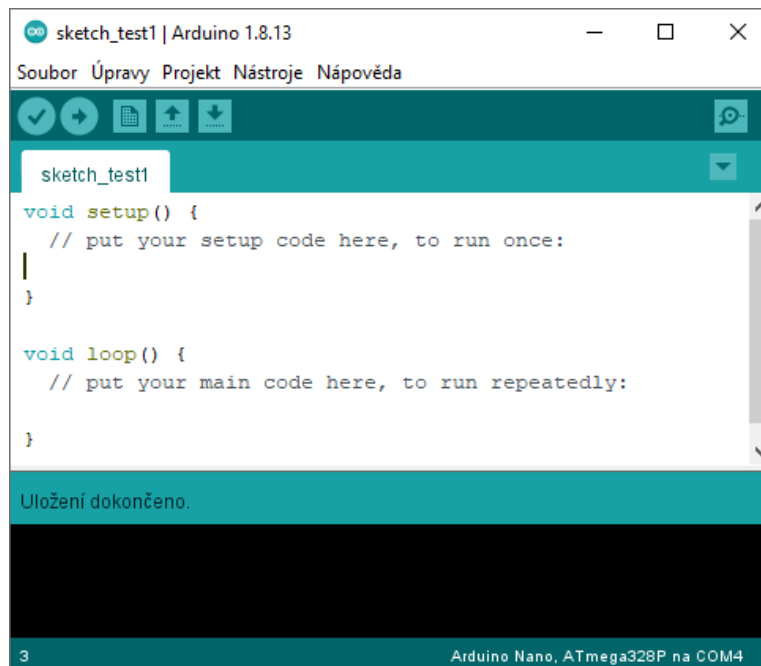 sketch_test1 | Arduino 1.8.13
Soubor Úpravy Projekt Nástroje Nápověda
sketch_test1
void setup() {
  // put your setup code here, to run once:
}
void loop() {
  // put your main code here, to run repeatedly:
}
Uložení dokončeno.
3 Arduino Nano, ATmega328P na COM4